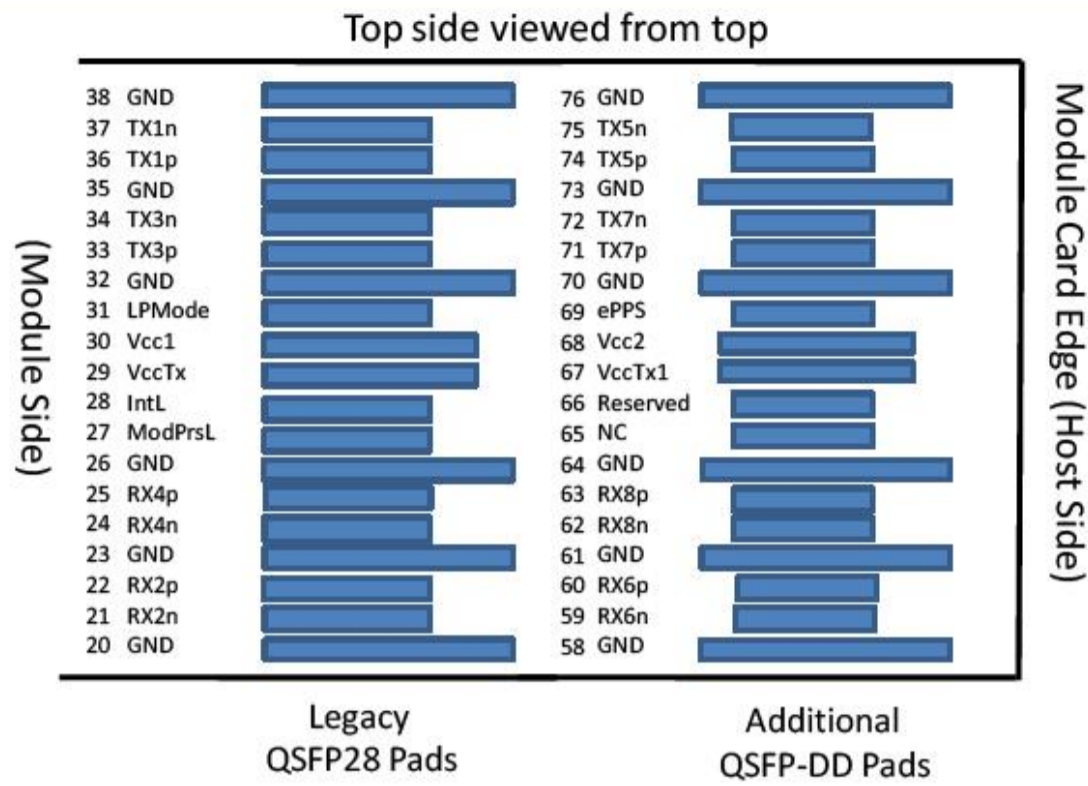 Top side viewed from top
38 GND 76 GND
37 TX1n 75 TX5n
36 TX1p 74 TX5p
35 GND 73 GND
34 TX3n 72 TX7n
33 TX3p 71 TX7p
32 GND 70 GND
31 LPMode 69 ePPS
30 Vcc1 68 Vcc2
29 VccTx 67 VccTx1
28 IntL 66 Reserved
27 ModPrsL 65 NC
26 GND 64 GND
25 RX4p 63 RX8p
24 RX4n 62 RX8n
23 GND 61 GND
22 RX2p 60 RX6p
21 RX2n 59 RX6n
20 GND 58 GND
(Module Side)
Module Card Edge (Host Side)
Legacy
QSFP28 Pads
Additional
QSFP-DD Pads